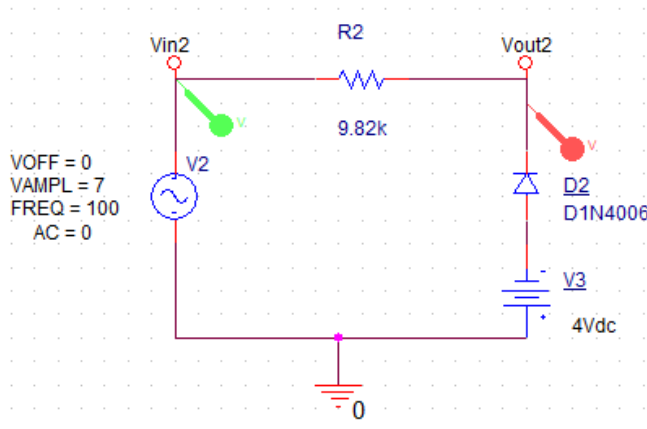 R2
Vin2
Vout2
V
V
9.82k
VOFF = 0
VAMPL = 7
FREQ = 100
AC = 0
V2
D2
D1N4006
V3
-
+
4Vdc
0